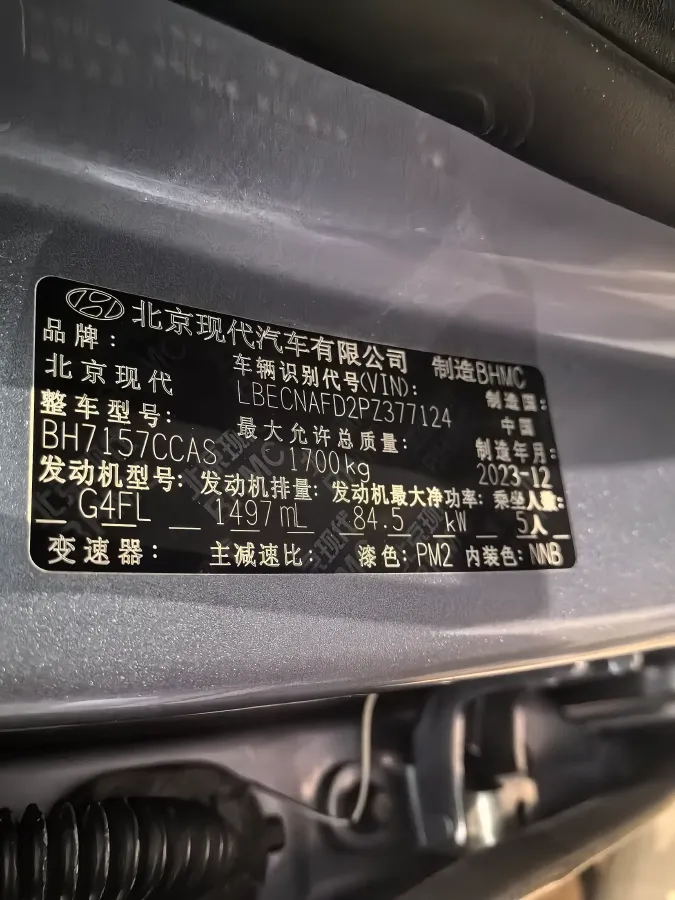 北京现代汽车有限公司 制造BHMC
品牌: 车辆识别代号(VIN): 制造国:
北京现代 LBECNAFD2PZ377124 中国
整车型号: 最大允许总质量: 制造年月:
BH7157CCAS 1700kg 2023-12
发动机型号: 发动机排量: 发动机最大净功率: 乘坐人数:
G4FL 1497mL 84.5 kW 5人
变速器: 主减速比: 漆色: PM2 内装色: NNB